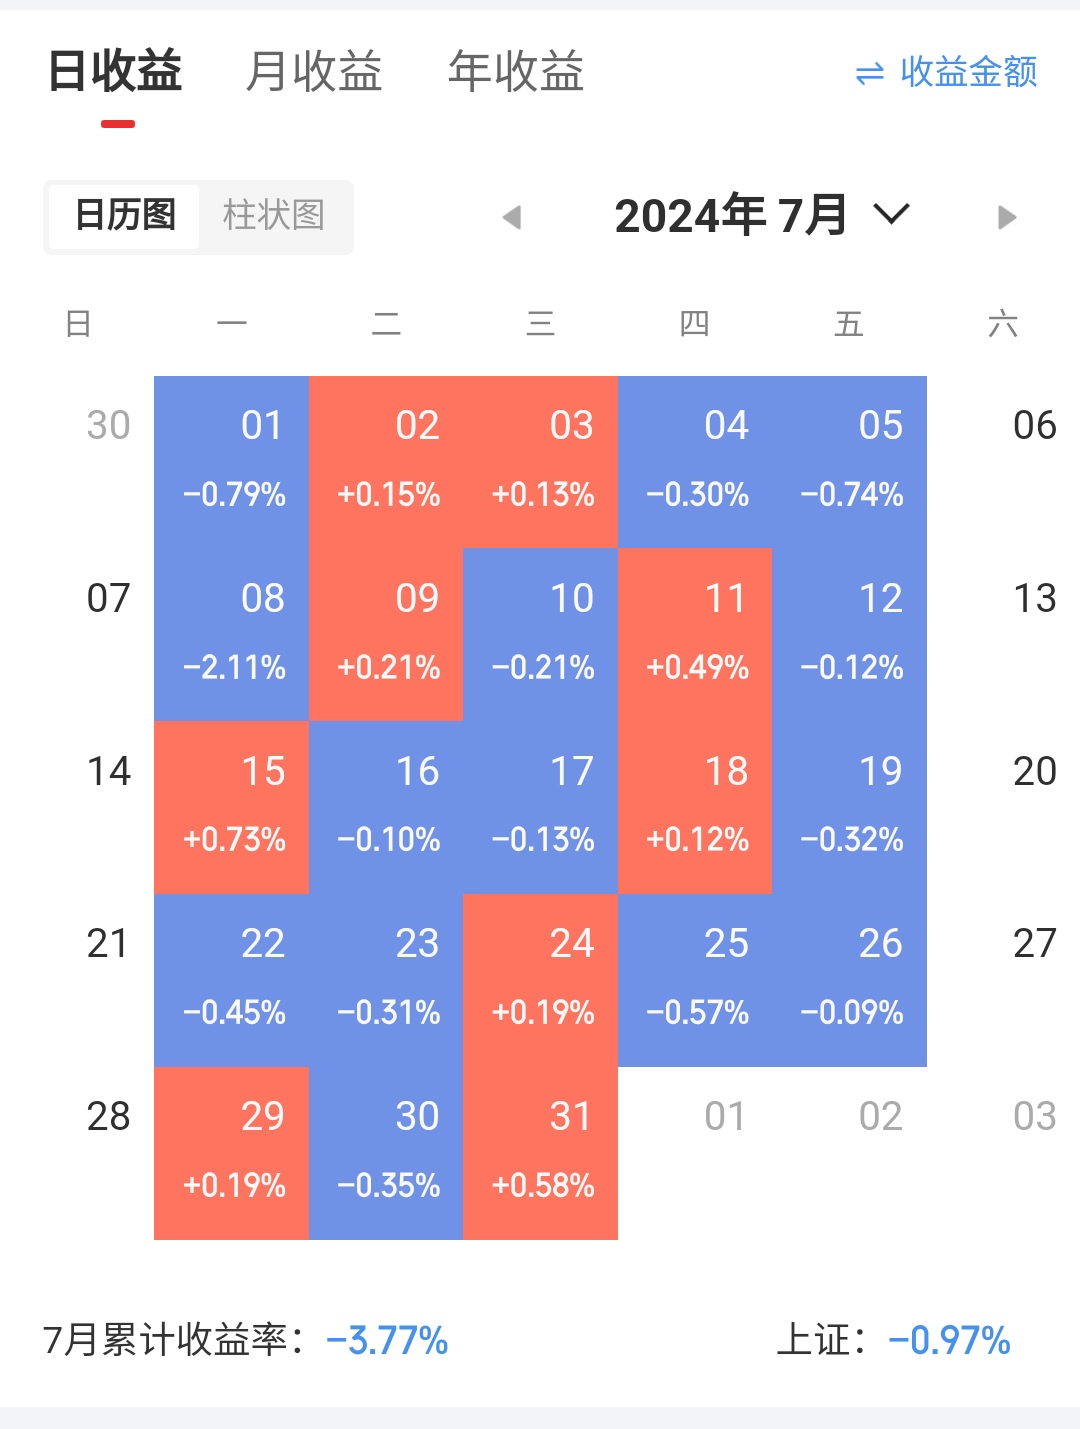 日收益 月收益 年收益 ⇌ 收益金额
日历图 柱状图 ◀ 2024年 7月 ▶
日 一 二 三 四 五 六
30 01 02 03 04 05 06
-0.79% +0.15% +0.13% -0.30% -0.74%
07 08 09 10 11 12 13
-2.11% +0.21% -0.21% +0.49% -0.12%
14 15 16 17 18 19 20
+0.73% -0.10% -0.13% +0.12% -0.32%
21 22 23 24 25 26 27
-0.45% -0.31% +0.19% -0.57% -0.09%
28 29 30 31 01 02 03
+0.19% -0.35% +0.58%
7月累计收益率：-3.77% 上证：-0.97%